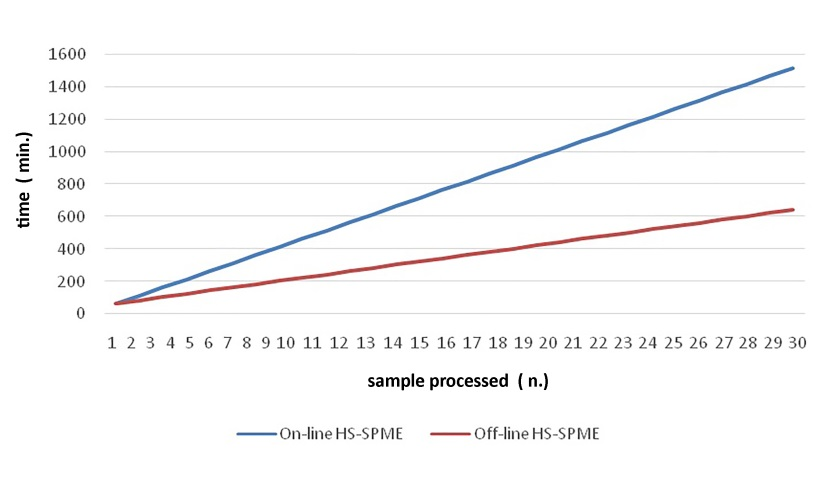 1600
1400
1200
1000
800
600
400
200
0
time ( min.)
1 2 3 4 5 6 7 8 9 10 11 12 13 14 15 16 17 18 19 20 21 22 23 24 25 26 27 28 29 30
sample processed ( n.)
On-line HS-SPME Off-line HS-SPME